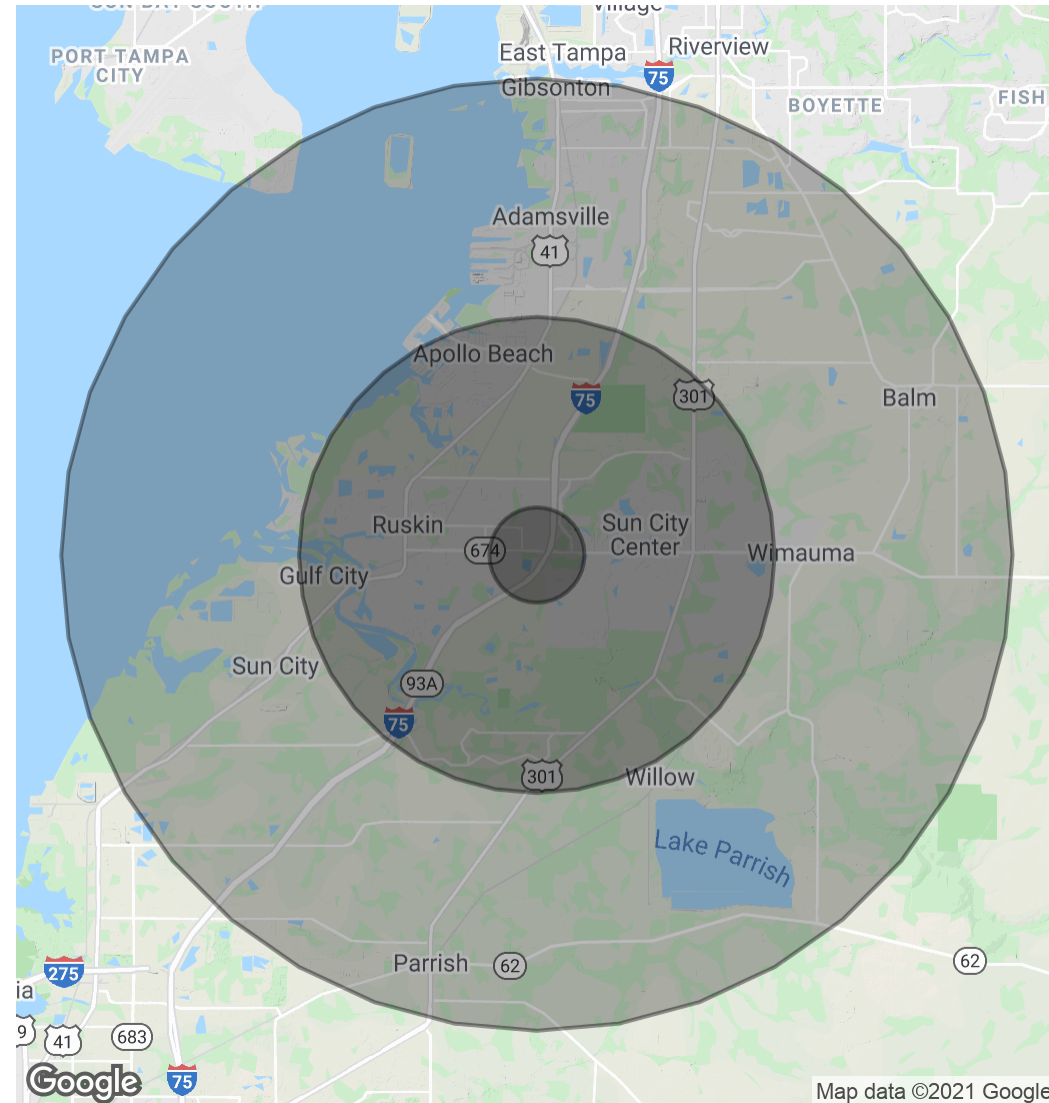 Village
PORT TAMPA
CITY
East Tampa
Riverview
75
Gibsonton
BOYETTE
FISH
Adamsville
41
Apollo Beach
75
301
Balm
Ruskin
674
Sun City
Center
Wimauma
Gulf City
Sun City
93A
75
301
Willow
Lake Parrish
Parrish
62
62
275
ia
9
41
683
75
Google
Map data ©2021 Google